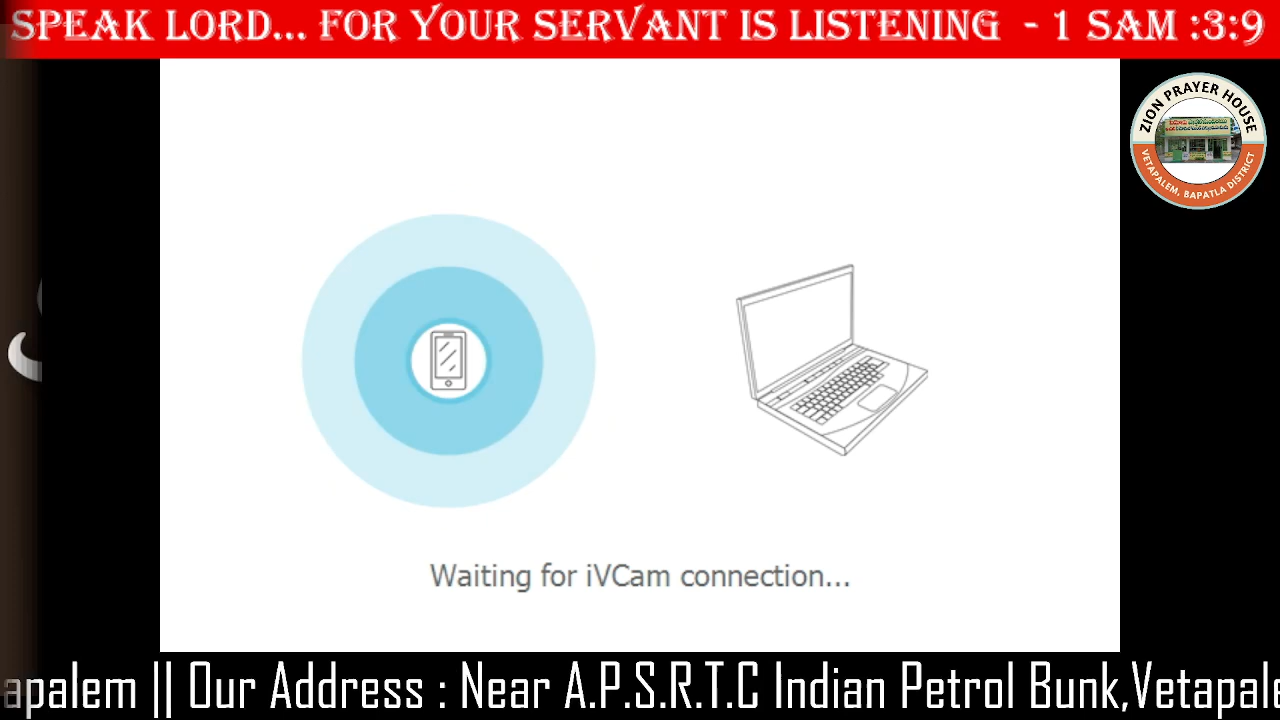 SPEAK LORD... FOR YOUR SERVANT IS LISTENING - 1 SAM :3:9
ZION PRAYER HOUSE
VETAPALEM, BAPATLA DISTRICT
Waiting for iVCam connection...
apalem || Our Address : Near A.P.S.R.T.C Indian Petrol Bunk,Vetapale